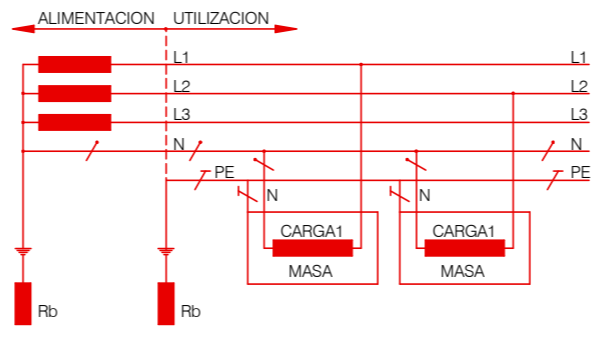 ALIMENTACION UTILIZACION
L1 L1
L2 L2
L3 L3
N N
PE PE
N N
CARGA1 CARGA1
MASA MASA
Rb Rb